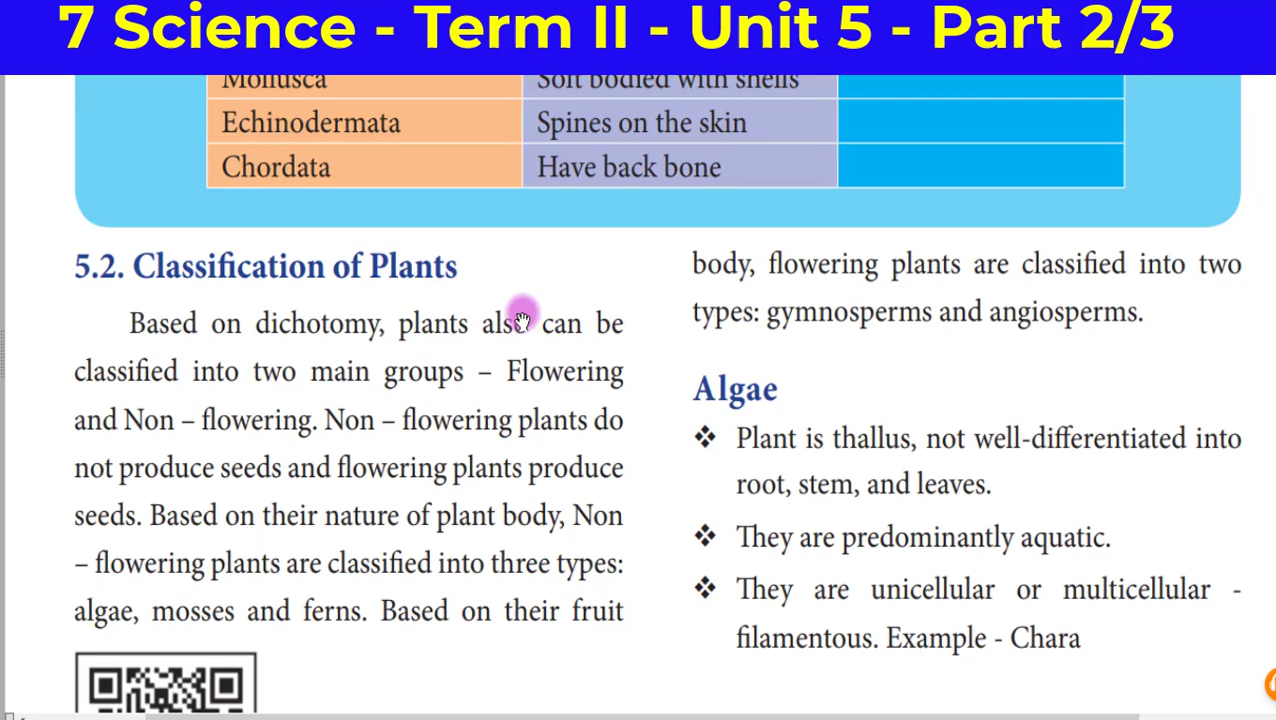 7 Science - Term II - Unit 5 - Part 2/3
Mollusca
Soft bodied with shells
Echinodermata
Spines on the skin
Chordata
Have back bone
5.2. Classification of Plants
Based on dichotomy, plants also can be
classified into two main groups – Flowering
and Non – flowering. Non – flowering plants do
not produce seeds and flowering plants produce
seeds. Based on their nature of plant body, Non
– flowering plants are classified into three types:
algae, mosses and ferns. Based on their fruit
body, flowering plants are classified into two
types: gymnosperms and angiosperms.
Algae
❖ Plant is thallus, not well-differentiated into
root, stem, and leaves.
❖ They are predominantly aquatic.
❖ They are unicellular or multicellular -
filamentous. Example - Chara